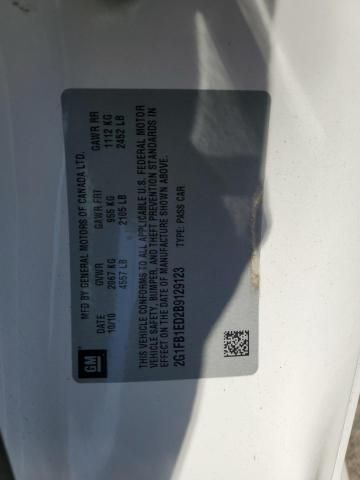 GM
MFD BY GENERAL MOTORS OF CANADA LTD.
DATE GVWR GAWR FRT GAWR RR
10/10 2067 KG 955 KG 1112 KG
4557 LB 2105 LB 2452 LB
THIS VEHICLE CONFORMS TO ALL APPLICABLE U.S. FEDERAL MOTOR
VEHICLE SAFETY, BUMPER, AND THEFT PREVENTION STANDARDS IN
EFFECT ON THE DATE OF MANUFACTURE SHOWN ABOVE.
2G1FB1ED2B9129123 TYPE: PASS CAR